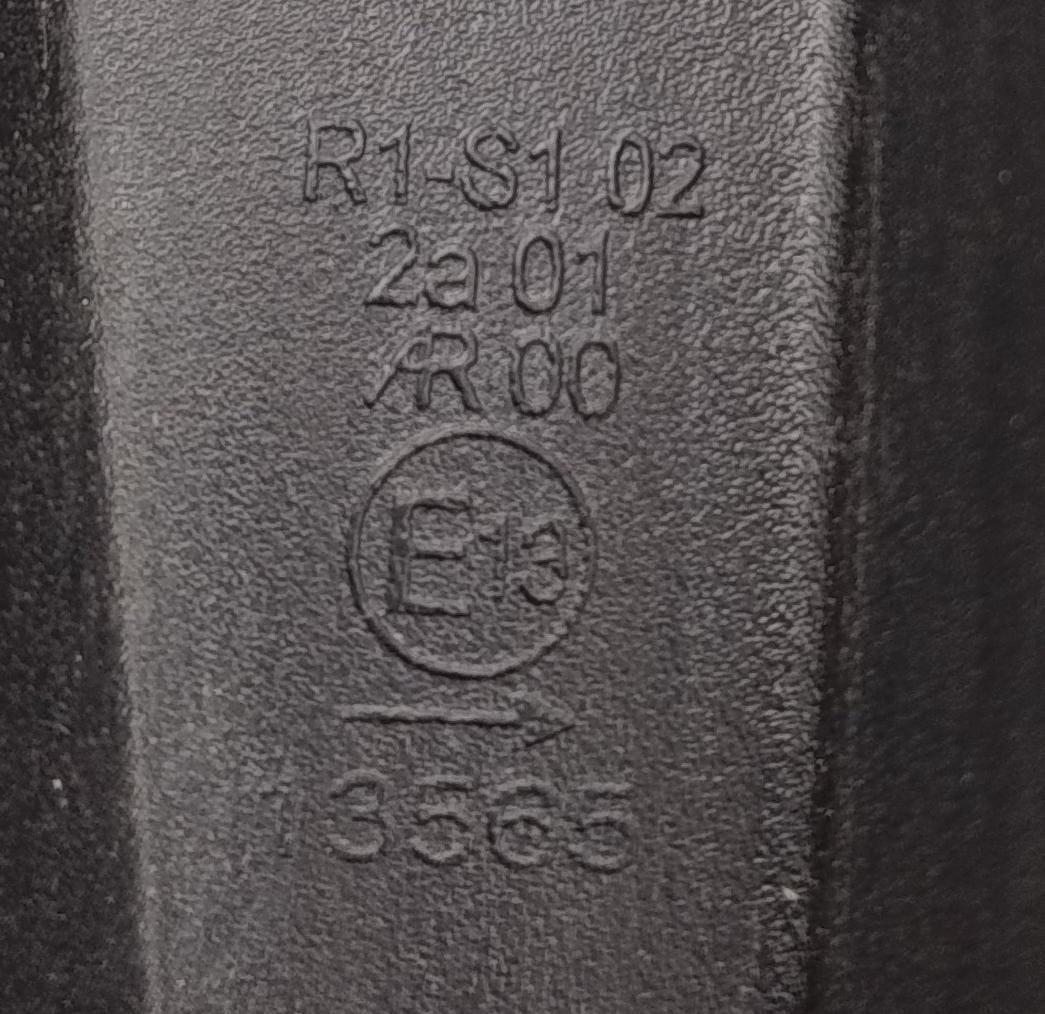 R1-S1 02
2a 01
AR 00
E13
→
13565